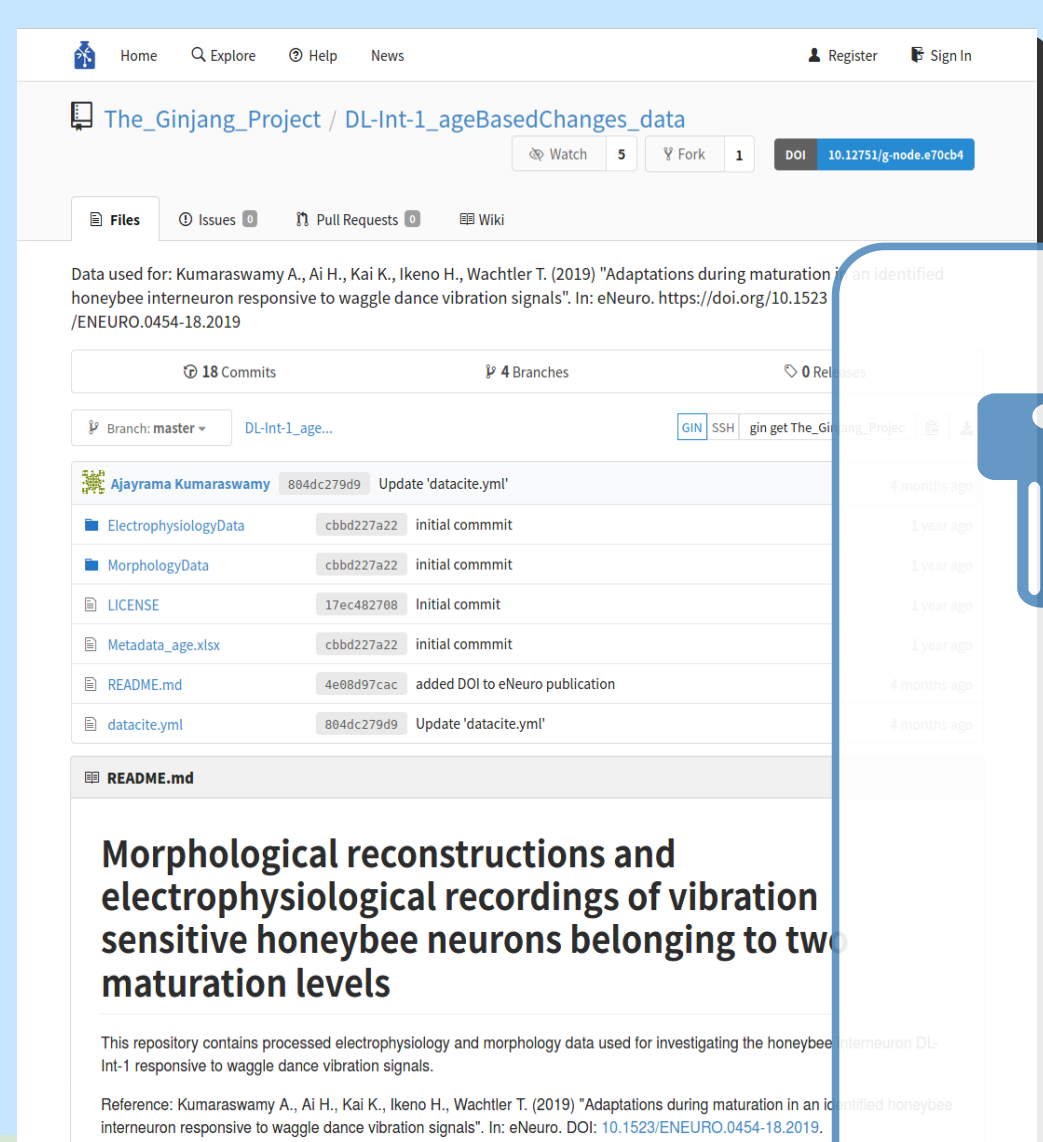 Home Explore Help News Register Sign In
The_Ginjang_Project / DL-Int-1_ageBasedChanges_data
Watch 5 Fork 1 DOI 10.12751/g-node.e70cb4
Files Issues 0 Pull Requests 0 Wiki
Data used for: Kumaraswamy A., Ai H., Kai K., Ikeno H., Wachtler T. (2019) "Adaptations during maturation in an identified
honeybee interneuron responsive to waggle dance vibration signals". In: eNeuro. https://doi.org/10.1523
/ENEURO.0454-18.2019
18 Commits 4 Branches 0 Releases
Branch: master DL-Int-1_age... GIN SSH gin get The_Ginjang_Projec
Ajayrama Kumaraswamy 804dc279d9 Update 'datacite.yml' 4 months ago
ElectrophysiologyData cbbd227a22 initial commmit 1 year ago
MorphologyData cbbd227a22 initial commmit 1 year ago
LICENSE 17ec482708 Initial commit 1 year ago
Metadata_age.xlsx cbbd227a22 initial commmit 1 year ago
README.md 4e08d97cac added DOI to eNeuro publication 4 months ago
datacite.yml 804dc279d9 Update 'datacite.yml' 4 months ago
README.md
Morphological reconstructions and
electrophysiological recordings of vibration
sensitive honeybee neurons belonging to two
maturation levels
This repository contains processed electrophysiology and morphology data used for investigating the honeybee interneuron DL-
Int-1 responsive to waggle dance vibration signals.
Reference: Kumaraswamy A., Ai H., Kai K., Ikeno H., Wachtler T. (2019) "Adaptations during maturation in an identified honeybee
interneuron responsive to waggle dance vibration signals". In: eNeuro. DOI: 10.1523/ENEURO.0454-18.2019.